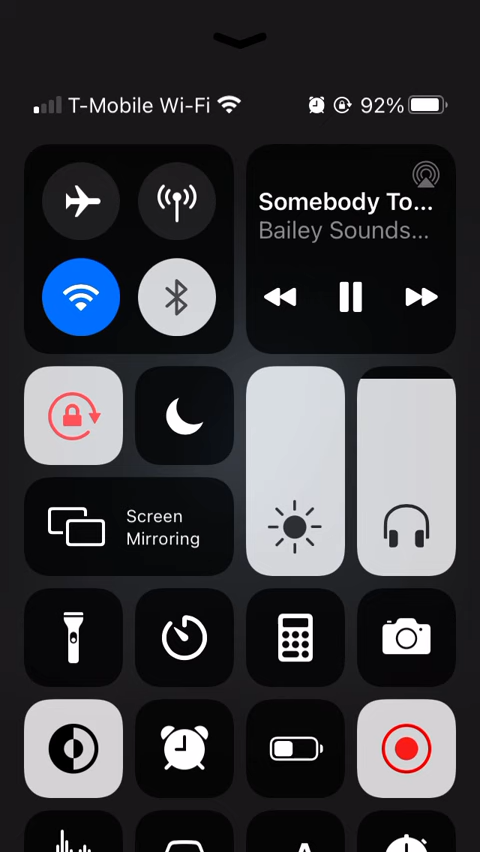 T-Mobile Wi-Fi 92%
Somebody To...
Bailey Sounds...
Screen
Mirroring